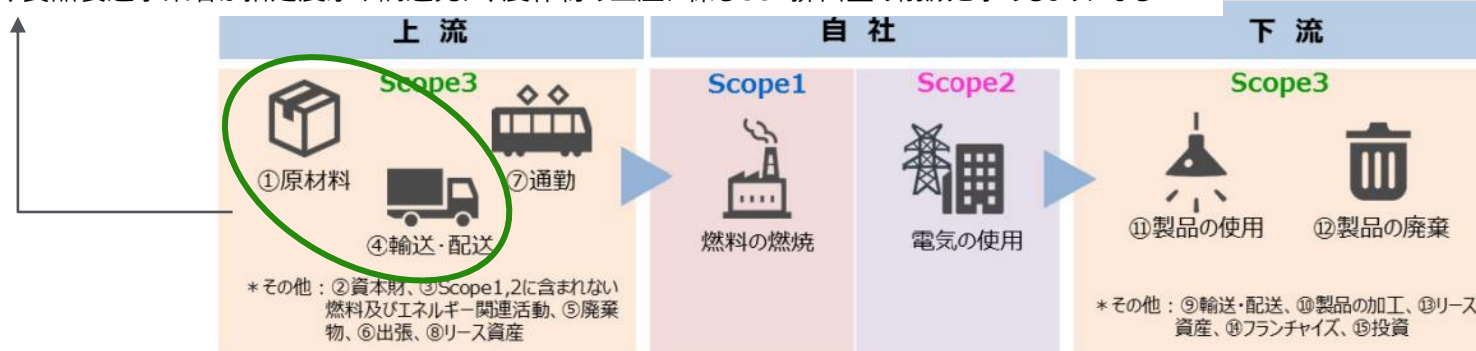 上 流
自 社
下 流
Scope3
Scope1
Scope2
Scope3
①原材料
⑦通勤
④輸送・配送
燃料の燃焼
電気の使用
⑪製品の使用
⑫製品の廃棄
＊その他：②資本財、③Scope1,2に含まれない
燃料及びエネルギー関連活動、⑤廃棄
物、⑥出張、⑧リース資産
＊その他：⑨輸送・配送、⑩製品の加工、⑬リース
資産、⑭フランチャイズ、⑮投資